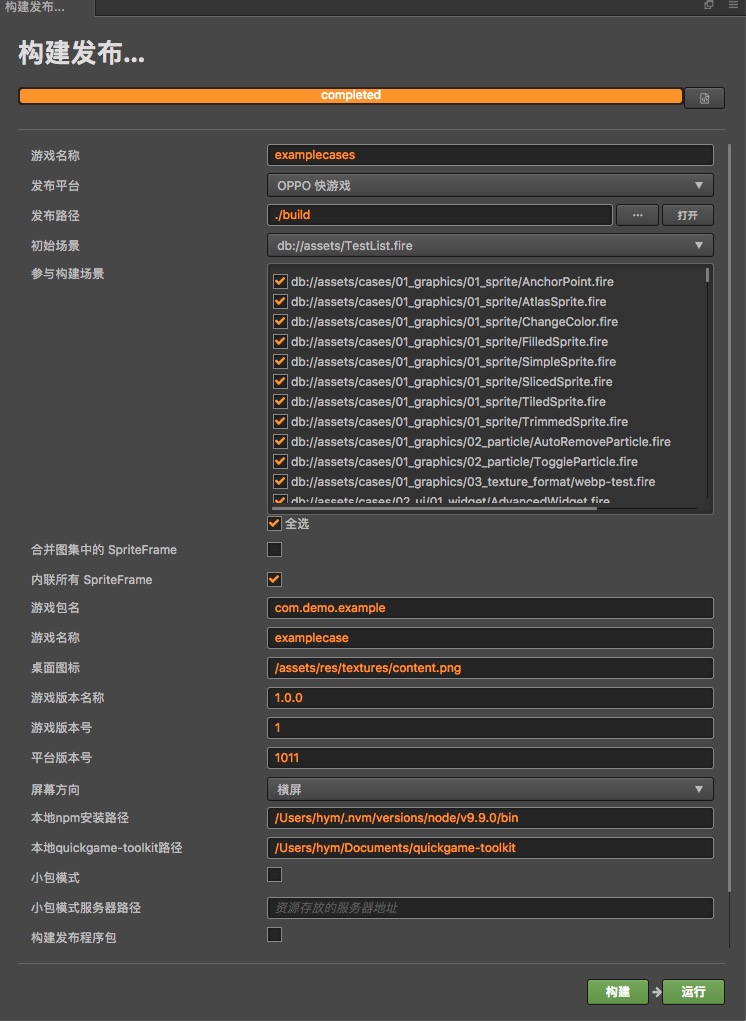 构建发布...
构建发布...
completed
游戏名称 examplecases
发布平台 OPPO 快游戏
发布路径 ./build ... 打开
初始场景 db://assets/TestList.fire
参与构建场景
db://assets/cases/01_graphics/01_sprite/AnchorPoint.fire
db://assets/cases/01_graphics/01_sprite/AtlasSprite.fire
db://assets/cases/01_graphics/01_sprite/ChangeColor.fire
db://assets/cases/01_graphics/01_sprite/FilledSprite.fire
db://assets/cases/01_graphics/01_sprite/SimpleSprite.fire
db://assets/cases/01_graphics/01_sprite/SlicedSprite.fire
db://assets/cases/01_graphics/01_sprite/TiledSprite.fire
db://assets/cases/01_graphics/01_sprite/TrimmedSprite.fire
db://assets/cases/01_graphics/02_particle/AutoRemoveParticle.fire
db://assets/cases/01_graphics/02_particle/ToggleParticle.fire
db://assets/cases/01_graphics/03_texture_format/webp-test.fire
db://assets/cases/02_ui/01_widget/AdvancedWidget.fire
全选
合并图集中的 SpriteFrame
内联所有 SpriteFrame
游戏包名 com.demo.example
游戏名称 examplecase
桌面图标 /assets/res/textures/content.png
游戏版本名称 1.0.0
游戏版本号 1
平台版本号 1011
屏幕方向 横屏
本地npm安装路径 /Users/hym/.nvm/versions/node/v9.9.0/bin
本地quickgame-toolkit路径 /Users/hym/Documents/quickgame-toolkit
小包模式
小包模式服务器路径 资源存放的服务器地址
构建发布程序包
构建 运行